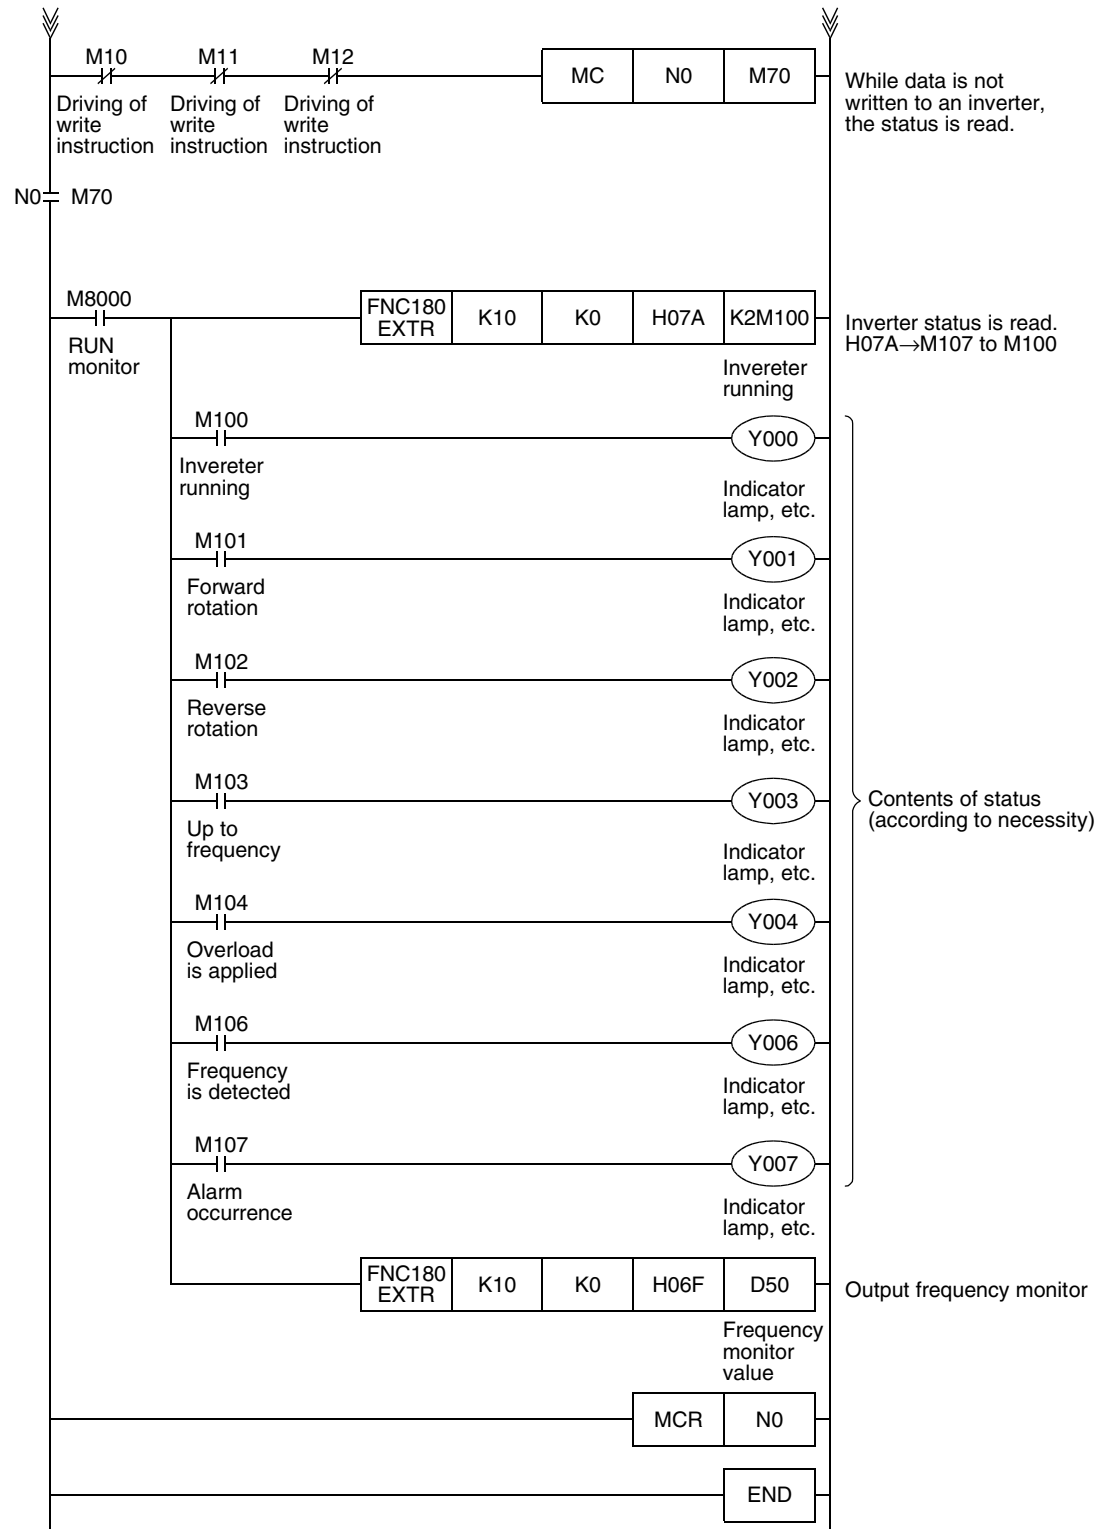 M10 M11 M12
MC N0 M70
Driving of write instruction
Driving of write instruction
Driving of write instruction
While data is not
written to an inverter,
the status is read.
N0 M70
M8000
RUN
monitor
FNC180
EXTR
K10 K0 H07A K2M100
Inverter status is read.
H07A→M107 to M100
Invereter
running
M100
Y000
Invereter
running
Indicator
lamp, etc.
M101
Y001
Forward
rotation
Indicator
lamp, etc.
M102
Y002
Reverse
rotation
Indicator
lamp, etc.
M103
Y003
Contents of status
(according to necessity)
Up to
frequency
Indicator
lamp, etc.
M104
Y004
Overload
is applied
Indicator
lamp, etc.
M106
Y006
Frequency
is detected
Indicator
lamp, etc.
M107
Y007
Alarm
occurrence
Indicator
lamp, etc.
FNC180
EXTR
K10 K0 H06F D50
Output frequency monitor
Frequency
monitor
value
MCR N0
END